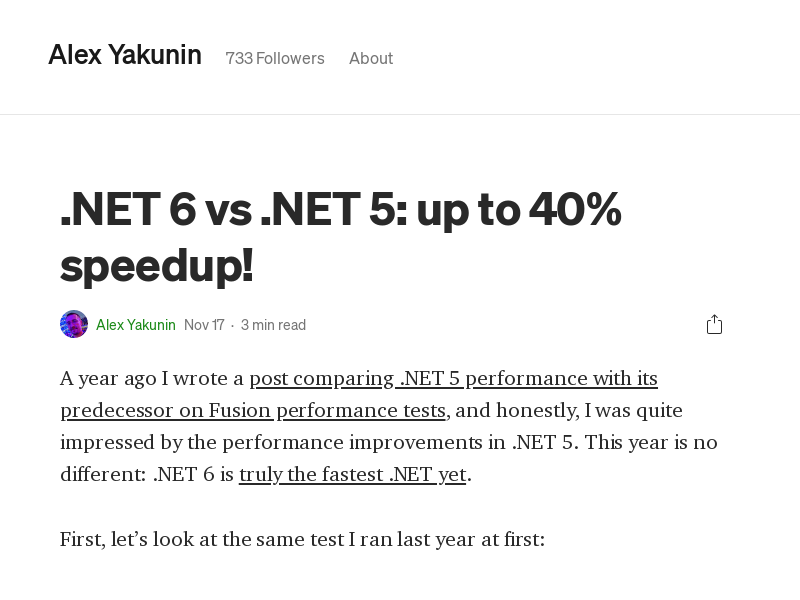 Alex Yakunin 733 Followers About
.NET 6 vs .NET 5: up to 40%
speedup!
Alex Yakunin Nov 17 · 3 min read
A year ago I wrote a post comparing .NET 5 performance with its
predecessor on Fusion performance tests, and honestly, I was quite
impressed by the performance improvements in .NET 5. This year is no
different: .NET 6 is truly the fastest .NET yet.
First, let’s look at the same test I ran last year at first: